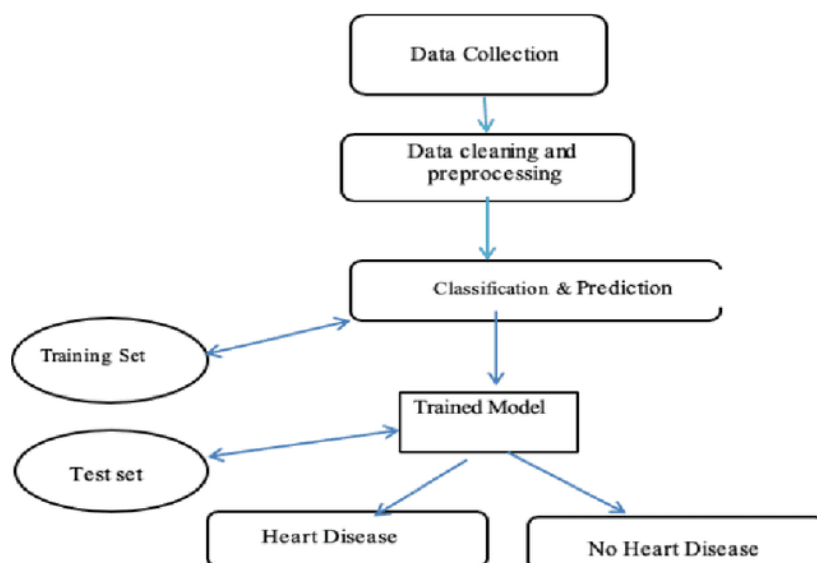 Data Collection
Data cleaning and
preprocessing
Classification & Prediction
Training Set
Trained Model
Test set
Heart Disease
No Heart Disease